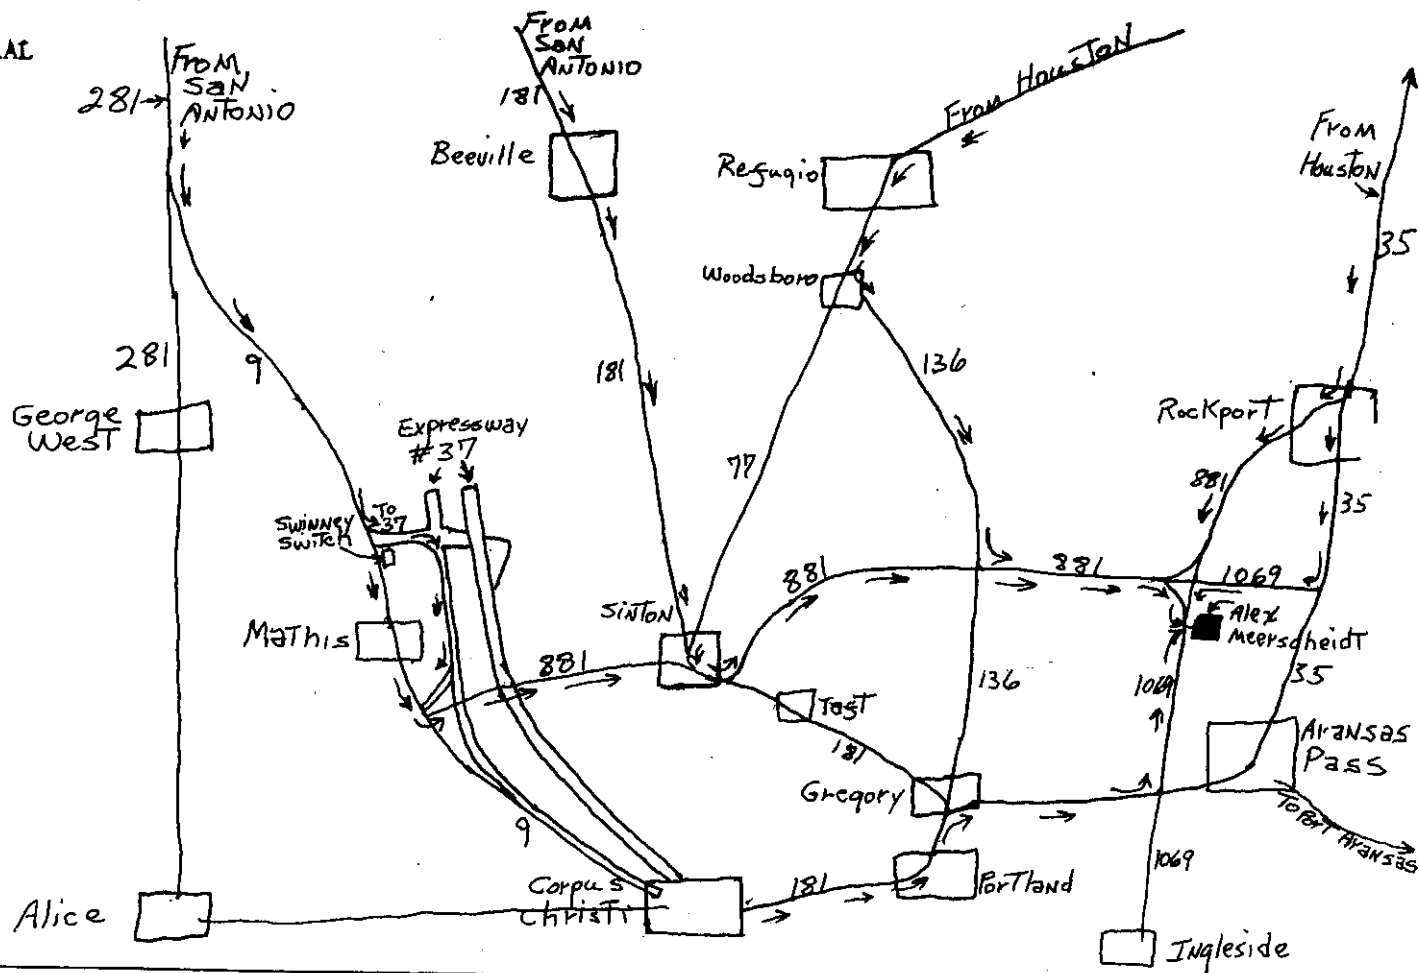 AL
From
SAN
ANTONIO
281
From
SAN
ANTONIO
181
Beeville
From Houston
Refugio
From
Houston
35
Woodsboro
281
9
181
136
George
West
Expressway
#37
77
Rockport
881
35
To
37
Swinney
Switch
881
881
1069
Sinton
Alex
Meerscheidt
Mathis
881
136
1069
35
Taft
181
Aransas
Pass
Gregory
9
To Port Aransas
1069
Corpus
Christi
181
Portland
Alice
Ingleside